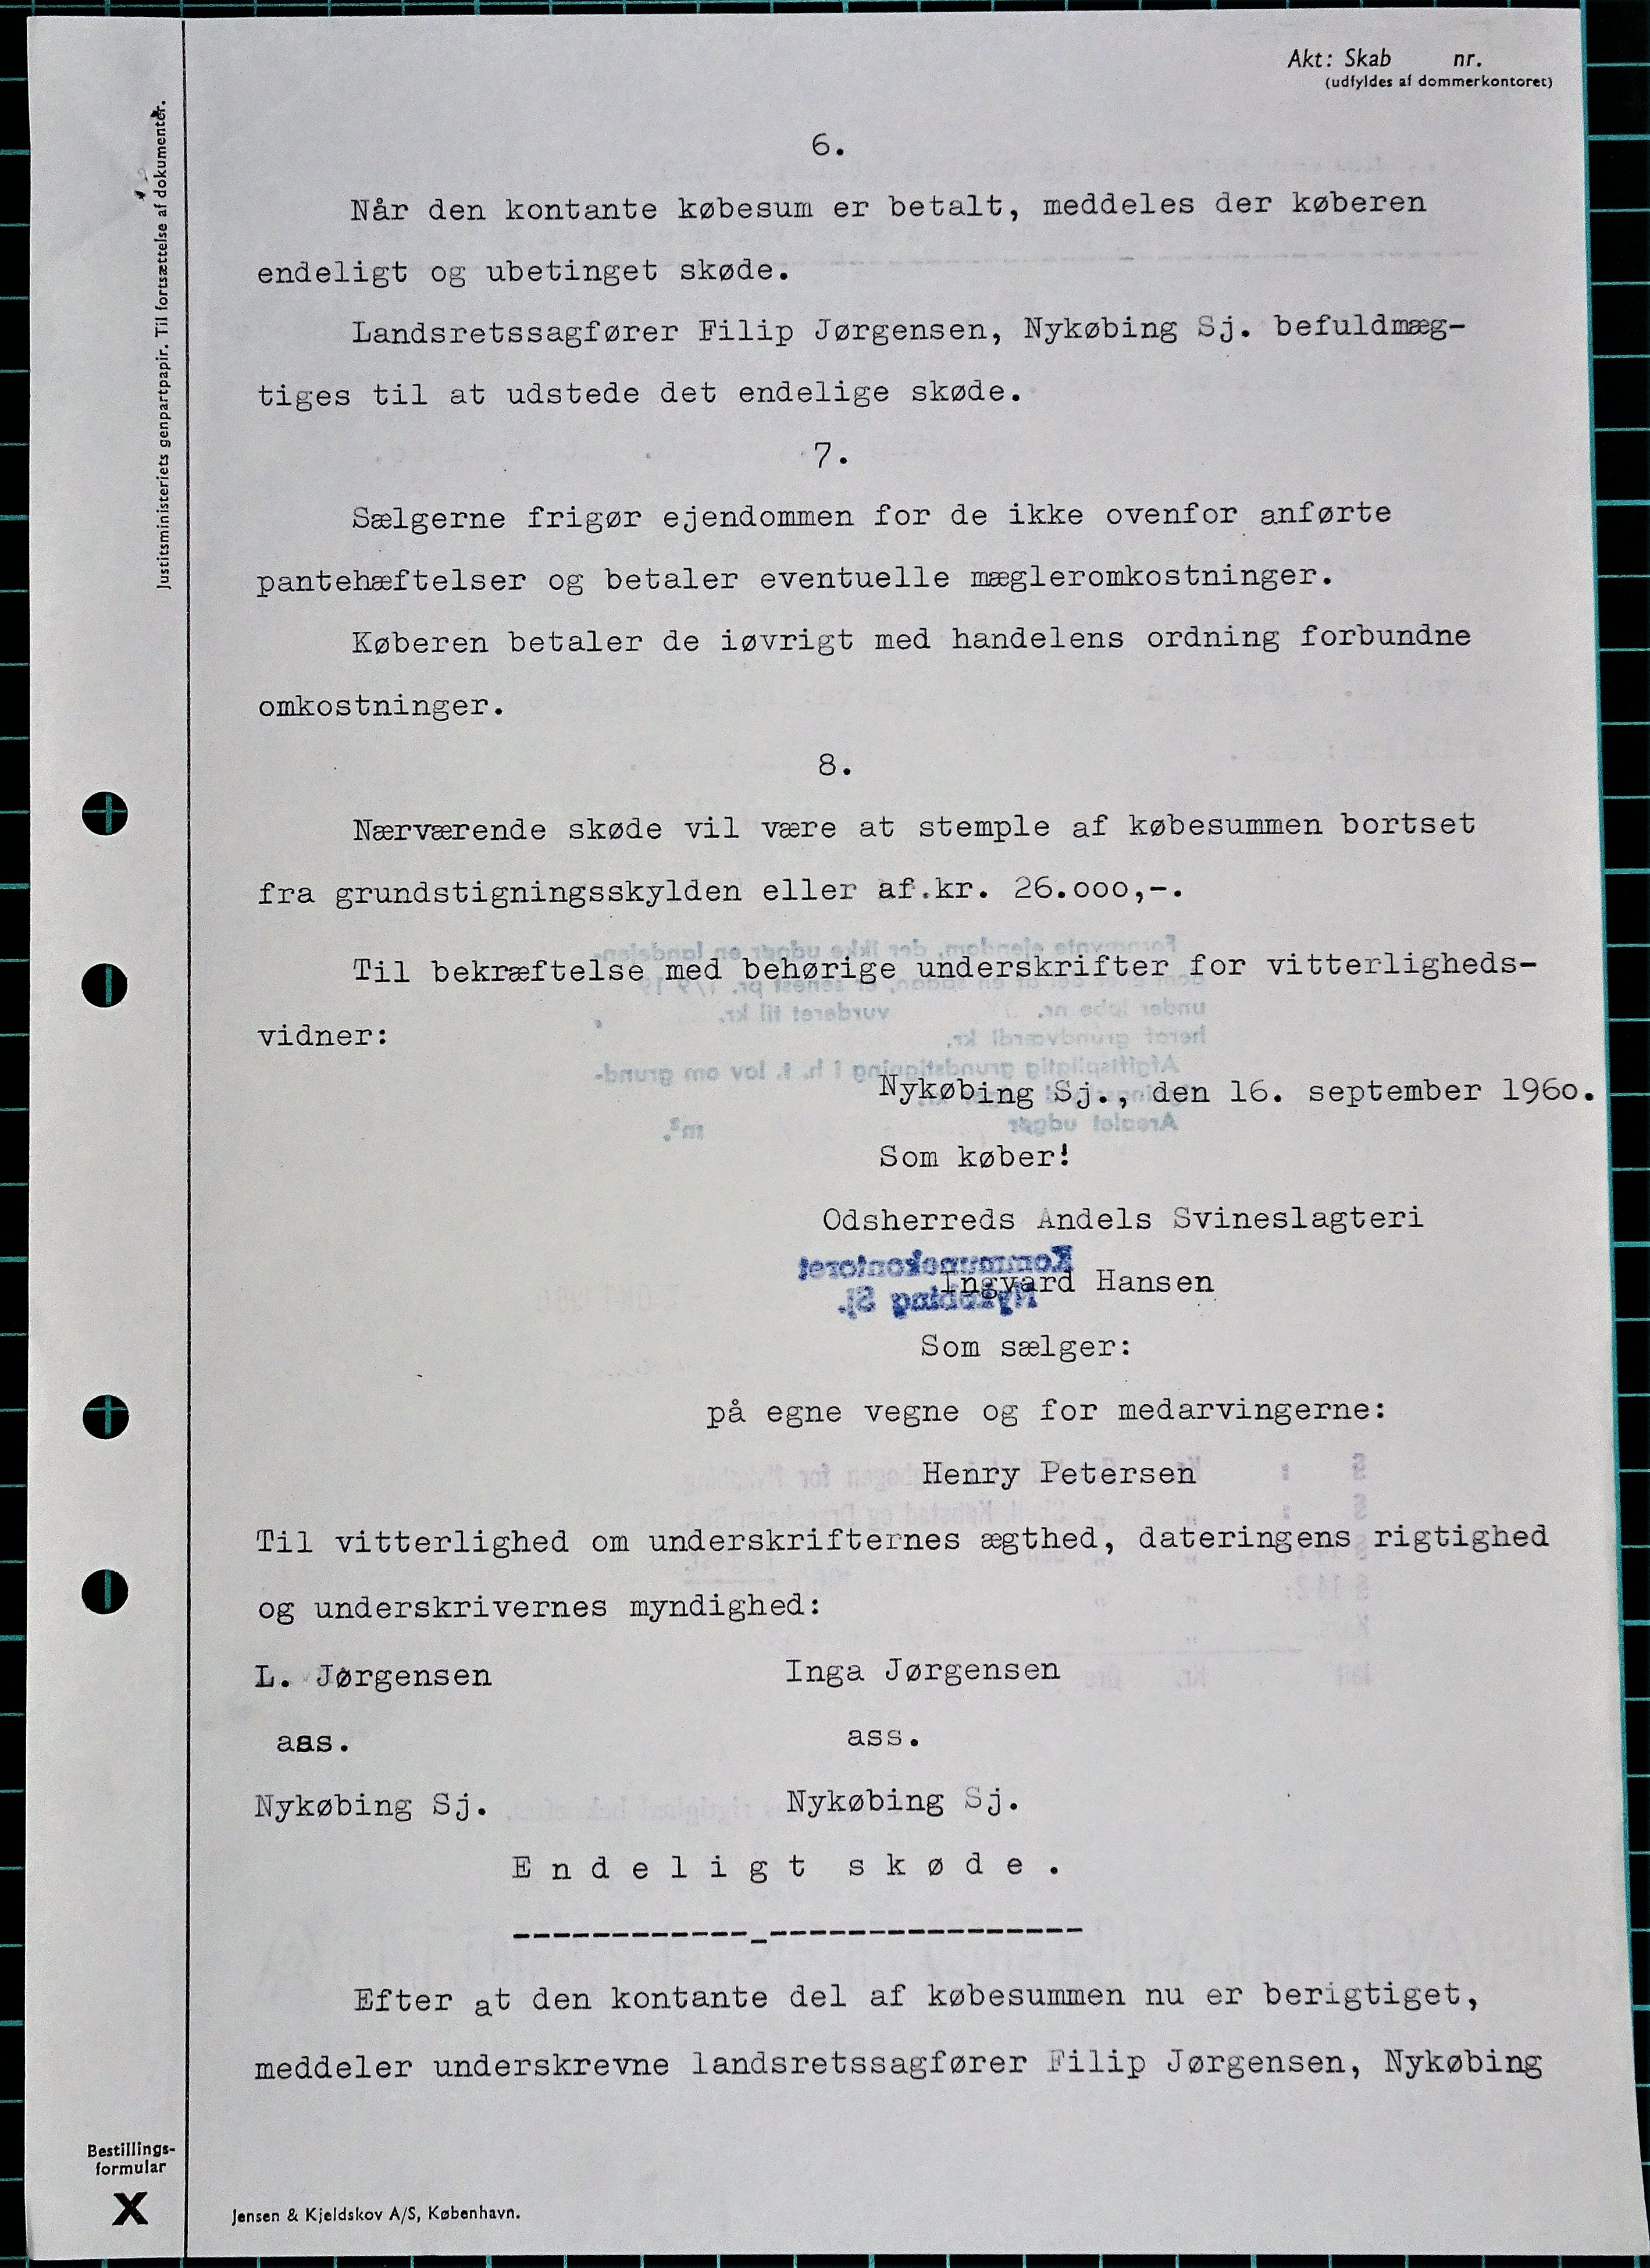 Akt: Skab nr.
(udfyldes af dommerkontoret)
Justitsministeriets genpartpapir. Til fortsættelse af dokumenter.
6.
Når den kontante købesum er betalt, meddeles der køberen
endeligt og ubetinget skøde.
Landsretssagfører Filip Jørgensen, Nykøbing Sj. befuldmæg-
tiges til at udstede det endelige skøde.
7.
Sælgerne frigør ejendommen for de ikke ovenfor anførte
pantehæftelser og betaler eventuelle mægleromkostninger.
Køberen betaler de iøvrigt med handelens ordning forbundne
omkostninger.
8.
Nærværende skøde vil være at stemple af købesummen bortset
fra grundstigningsskylden eller af.kr. 26.ooo,-.
Til bekræftelse med behørige underskrifter for vitterligheds-
vidner:
Nykøbing Sj., den 16. september 196o.
Som køber!
Odsherreds Andels Svineslagteri
Kommunekontoret
Ingvard Hansen
Nykøbing Sj.
Som sælger:
på egne vegne og for medarvingerne:
Henry Petersen
Til vitterlighed om underskrifternes ægthed, dateringens rigtighed
og underskrivernes myndighed:
L. Jørgensen Inga Jørgensen
ass. ass.
Nykøbing Sj. Nykøbing Sj.
Endeligt skøde.
Efter at den kontante del af købesummen nu er berigtiget,
meddeler underskrevne landsretssagfører Filip Jørgensen, Nykøbing
Bestillings-
formular
X
Jensen & Kjeldskov A/S, København.